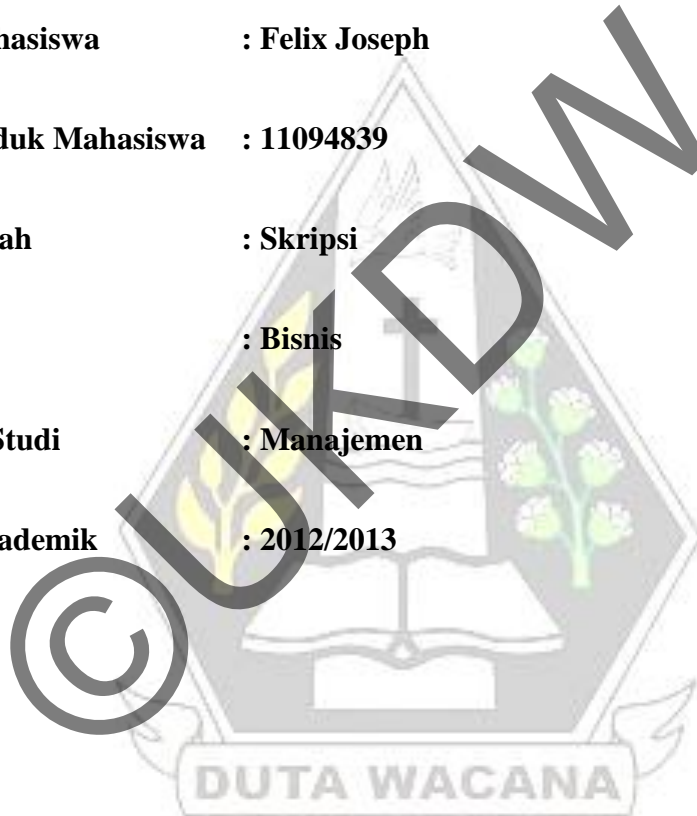 hasiswa : Felix Joseph
duk Mahasiswa : 11094839
ah : Skripsi
: Bisnis
Studi : Manajemen
ademik : 2012/2013
©UKDW
DUTA WACANA